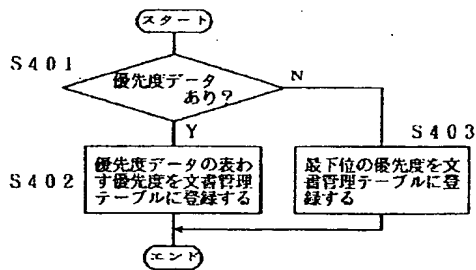 スタート
S401
優先度データ
あり?
N
Y
S403
S402
優先度データの表わ
す優先度を文書管理
テーブルに登録する
最下位の優先度を文
書管理テーブルに登
録する
エンド